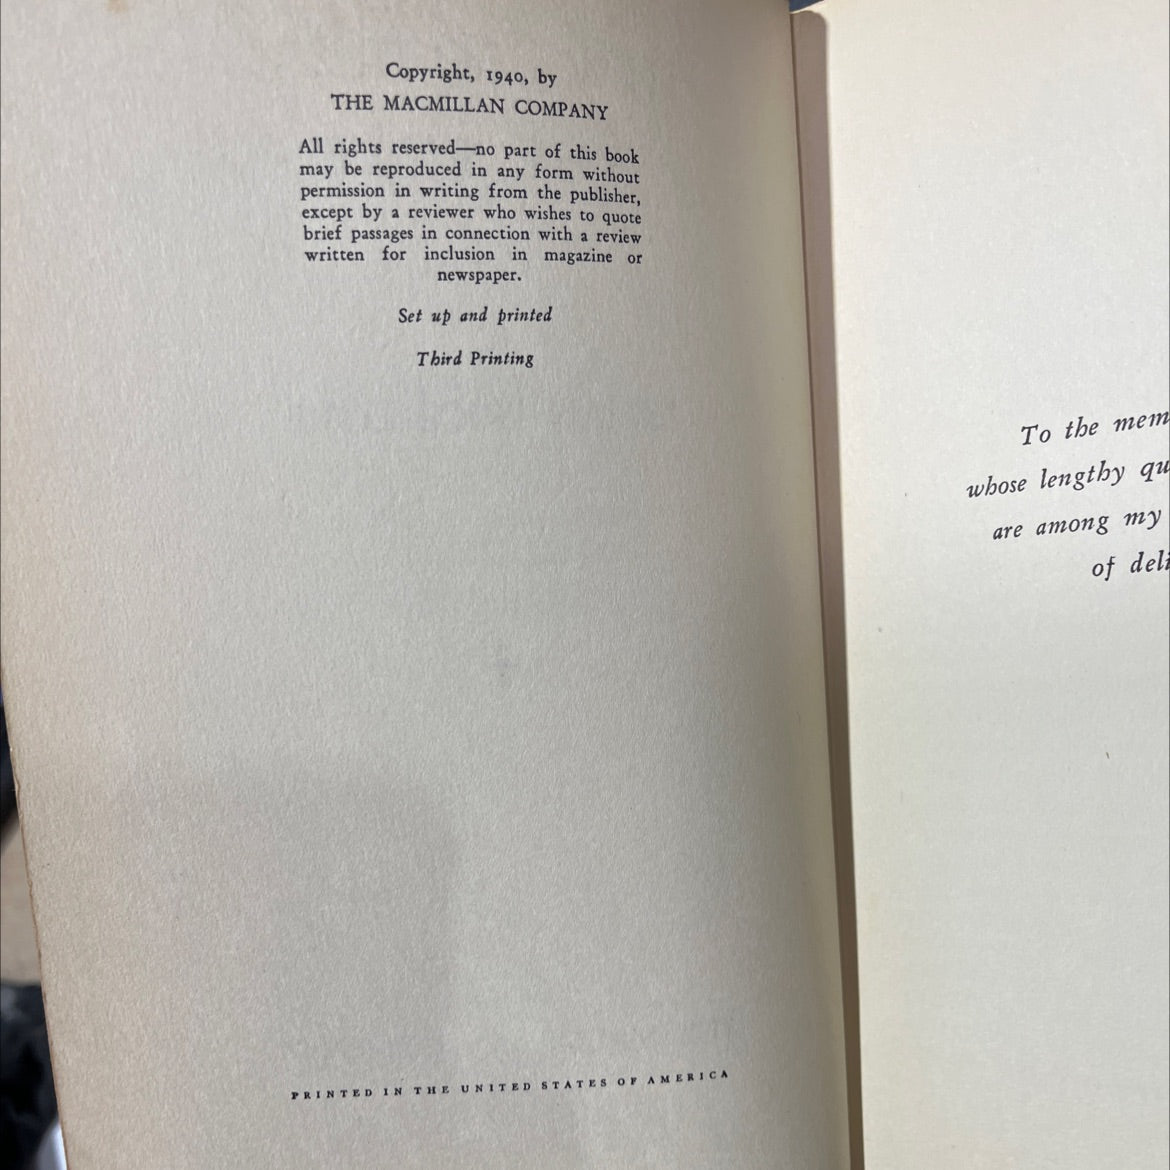 Copyright, 1940, by
THE MACMILLAN COMPANY
All rights reserved—no part of this book
may be reproduced in any form without
permission in writing from the publisher,
except by a reviewer who wishes to quote
brief passages in connection with a review
written for inclusion in magazine or
newspaper.
Set up and printed
Third Printing
PRINTED IN THE UNITED STATES OF AMERICA
To the mem
whose lengthy qu
are among my
of deli